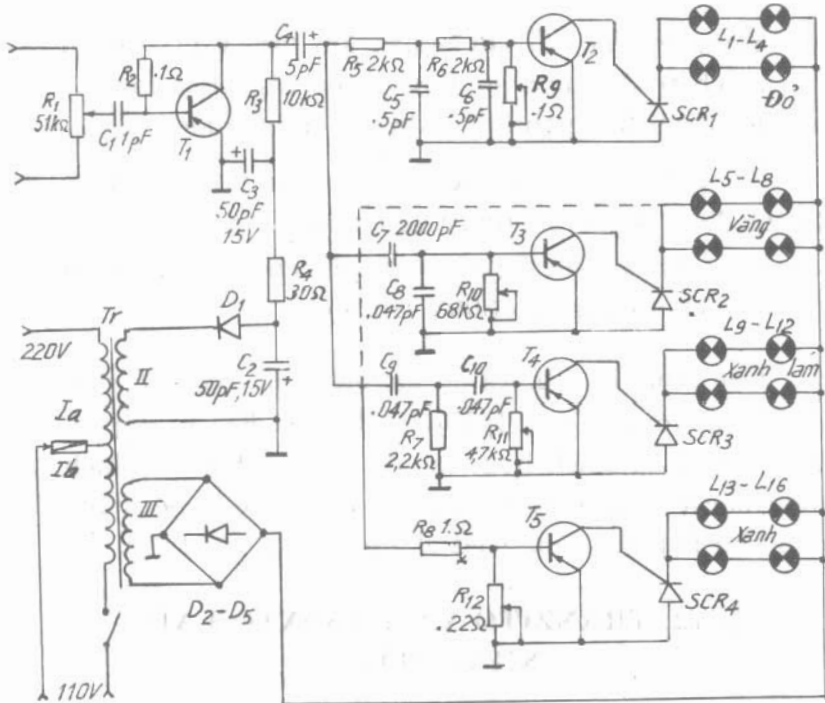 R1
51kΩ
R2
.1Ω
C1 1pF
T1
R3
10kΩ
C4
5pF
+
+
C3
50pF
15V
R4
30Ω
D1
C2
50pF,15V
+
R5 2kΩ
R6 2kΩ
C5
.5pF
C6
.5pF
R9
.1Ω
T2
SCR1
L1-L4
Đỏ
C7 2000pF
C8
.047pF
R10
68kΩ
T3
SCR2
L5-L8
Vàng
C9
.047pF
C10
.047pF
R7
2,2kΩ
R11
4,7kΩ
T4
SCR3
L9-L12
Xanh lam
R8 1.Ω
x
R12
.22Ω
T5
SCR4
L13-L16
Xanh
Tr
220V
II
Ia
Ib
III
D2-D5
110V